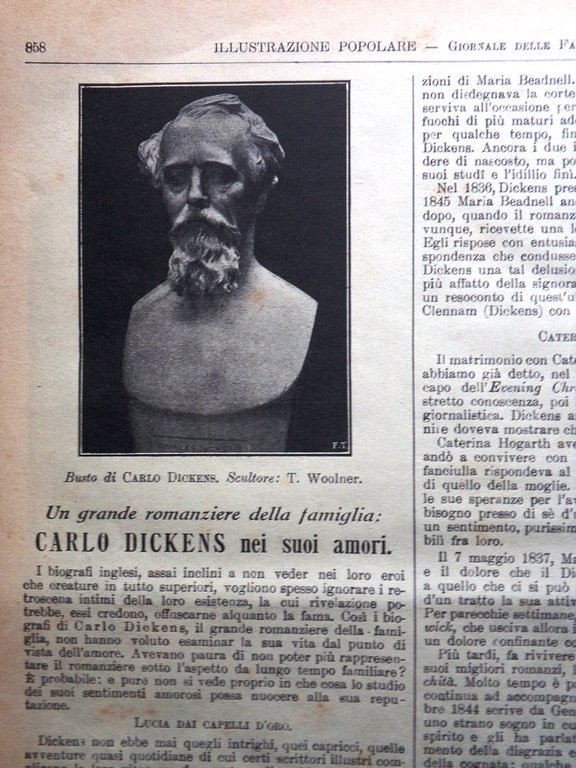 858
ILLUSTRAZIONE POPOLARE — GIORNALE DELLE FA
F.T.
Busto di CARLO DICKENS. Scultore: T. Woolner.
Un grande romanziere della famiglia:
CARLO DICKENS nei suoi amori.
I biografi inglesi, assai inclini a non veder nei loro eroi
che creature in tutto superiori, vogliono spesso ignorare i re-
troscena intimi della loro esistenza, la cui rivelazione po-
trebbe, essi credono, offuscarne alquanto la fama. Così i bio-
grafi di Carlo Dickens, il grande romanziere della fami-
glia, non hanno voluto esaminar la sua vita dal punto di
vista dell'amore. Avevano paura di non poter più rappresen-
tare il romanziere sotto l'aspetto da lungo tempo familiare?
È probabile: e pure non si vede proprio in che cosa lo studio
dei suoi sentimenti amorosi possa nuocere alla sua repu-
tazione.
LUCIA DAI CAPELLI D'ORO.
Dickens non ebbe mai quegli intrighi, quei capricci, quelle
avventure quasi quotidiane di cui certi scrittori illustri com-
zioni di Maria Beadnell.
non disdegnava la corte
serviva all'occasione per
fuochi di più maturi ado
per qualche tempo, fin
Dickens. Ancora i due i
dere di nascosto, ma po
suoi studî e l'idillio finì.
Nel 1836, Dickens pres
1845 Maria Beadnell and
dopo, quando il romanz
vunque, ricevette una le
Egli rispose con entusias
spondenza che condusse
Dickens una tal delusio
più affatto della signora
un resoconto di quest'u
Clennam (Dickens) con
CATER
Il matrimonio con Cate
abbiamo già detto, nel
capo dell'Evening Chr
stretto conoscenza, poi
giornalistica. Dickens a
nire doveva mostrare ch
Caterina Hogarth ave
andò a convivere con
fanciulla rispondeva al
di quello della moglie.
le sue speranze per l'av
bisogno presso di sè d'u
un sentimento, purissim
bili fra loro.
Il 7 maggio 1837, Ma
e il dolore che il Di
a quello che ci si può
d'un tratto la sua attiv
Per parecchie settimane,
wick, che usciva allora i
un dolore confinante co
Più tardi, fa rivivere
suoi migliori romanzi, l
chità. Molto tempo è p
continua ad accompagna
bre 1844 scrive da Gen
uno strano sogno in cu
spirito e gli ha parlat
mento della disgrazia e
della cognata: qualche